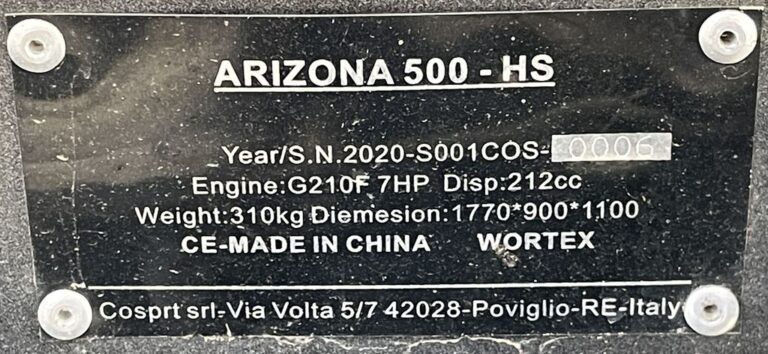 ARIZONA 500 - HS
Year/S.N.2020-S001COS-0006
Engine:G210F 7HP Disp:212cc
Weight:310kg Diemesion:1770*900*1100
CE-MADE IN CHINA WORTEX
Cosprt srl-Via Volta 5/7 42028-Poviglio-RE-Italy